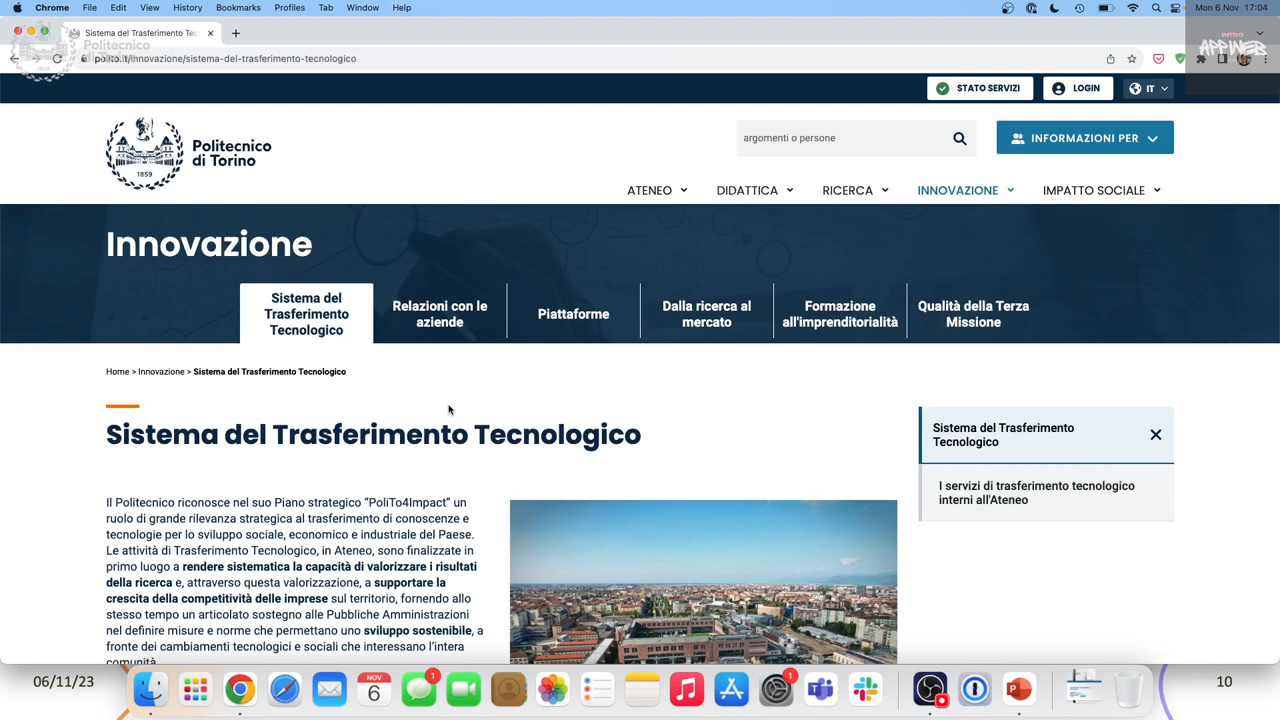 Chrome File Edit View History Bookmarks Profiles Tab Window Help Mon 6 Nov 17:04
Sistema del Trasferimento Tec
Politecnico
di Torino
polito.it/innovazione/sistema-del-trasferimento-tecnologico
INTRO
APPWEB
STATO SERVIZI LOGIN IT
Politecnico
di Torino
1859
argomenti o persone
INFORMAZIONI PER
ATENEO DIDATTICA RICERCA INNOVAZIONE IMPATTO SOCIALE
Innovazione
Sistema del
Trasferimento
Tecnologico
Relazioni con le
aziende
Piattaforme
Dalla ricerca al
mercato
Formazione
all'imprenditorialità
Qualità della Terza
Missione
Home > Innovazione > Sistema del Trasferimento Tecnologico
Sistema del Trasferimento Tecnologico
Il Politecnico riconosce nel suo Piano strategico “PoliTo4Impact” un
ruolo di grande rilevanza strategica al trasferimento di conoscenze e
tecnologie per lo sviluppo sociale, economico e industriale del Paese.
Le attività di Trasferimento Tecnologico, in Ateneo, sono finalizzate in
primo luogo a rendere sistematica la capacità di valorizzare i risultati
della ricerca e, attraverso questa valorizzazione, a supportare la
crescita della competitività delle imprese sul territorio, fornendo allo
stesso tempo un articolato sostegno alle Pubbliche Amministrazioni
nel definire misure e norme che permettano uno sviluppo sostenibile, a
fronte dei cambiamenti tecnologici e sociali che interessano l’intera
comunità.
Sistema del Trasferimento
Tecnologico
I servizi di trasferimento tecnologico
interni all'Ateneo
06/11/23
NOV
6
1
1
10